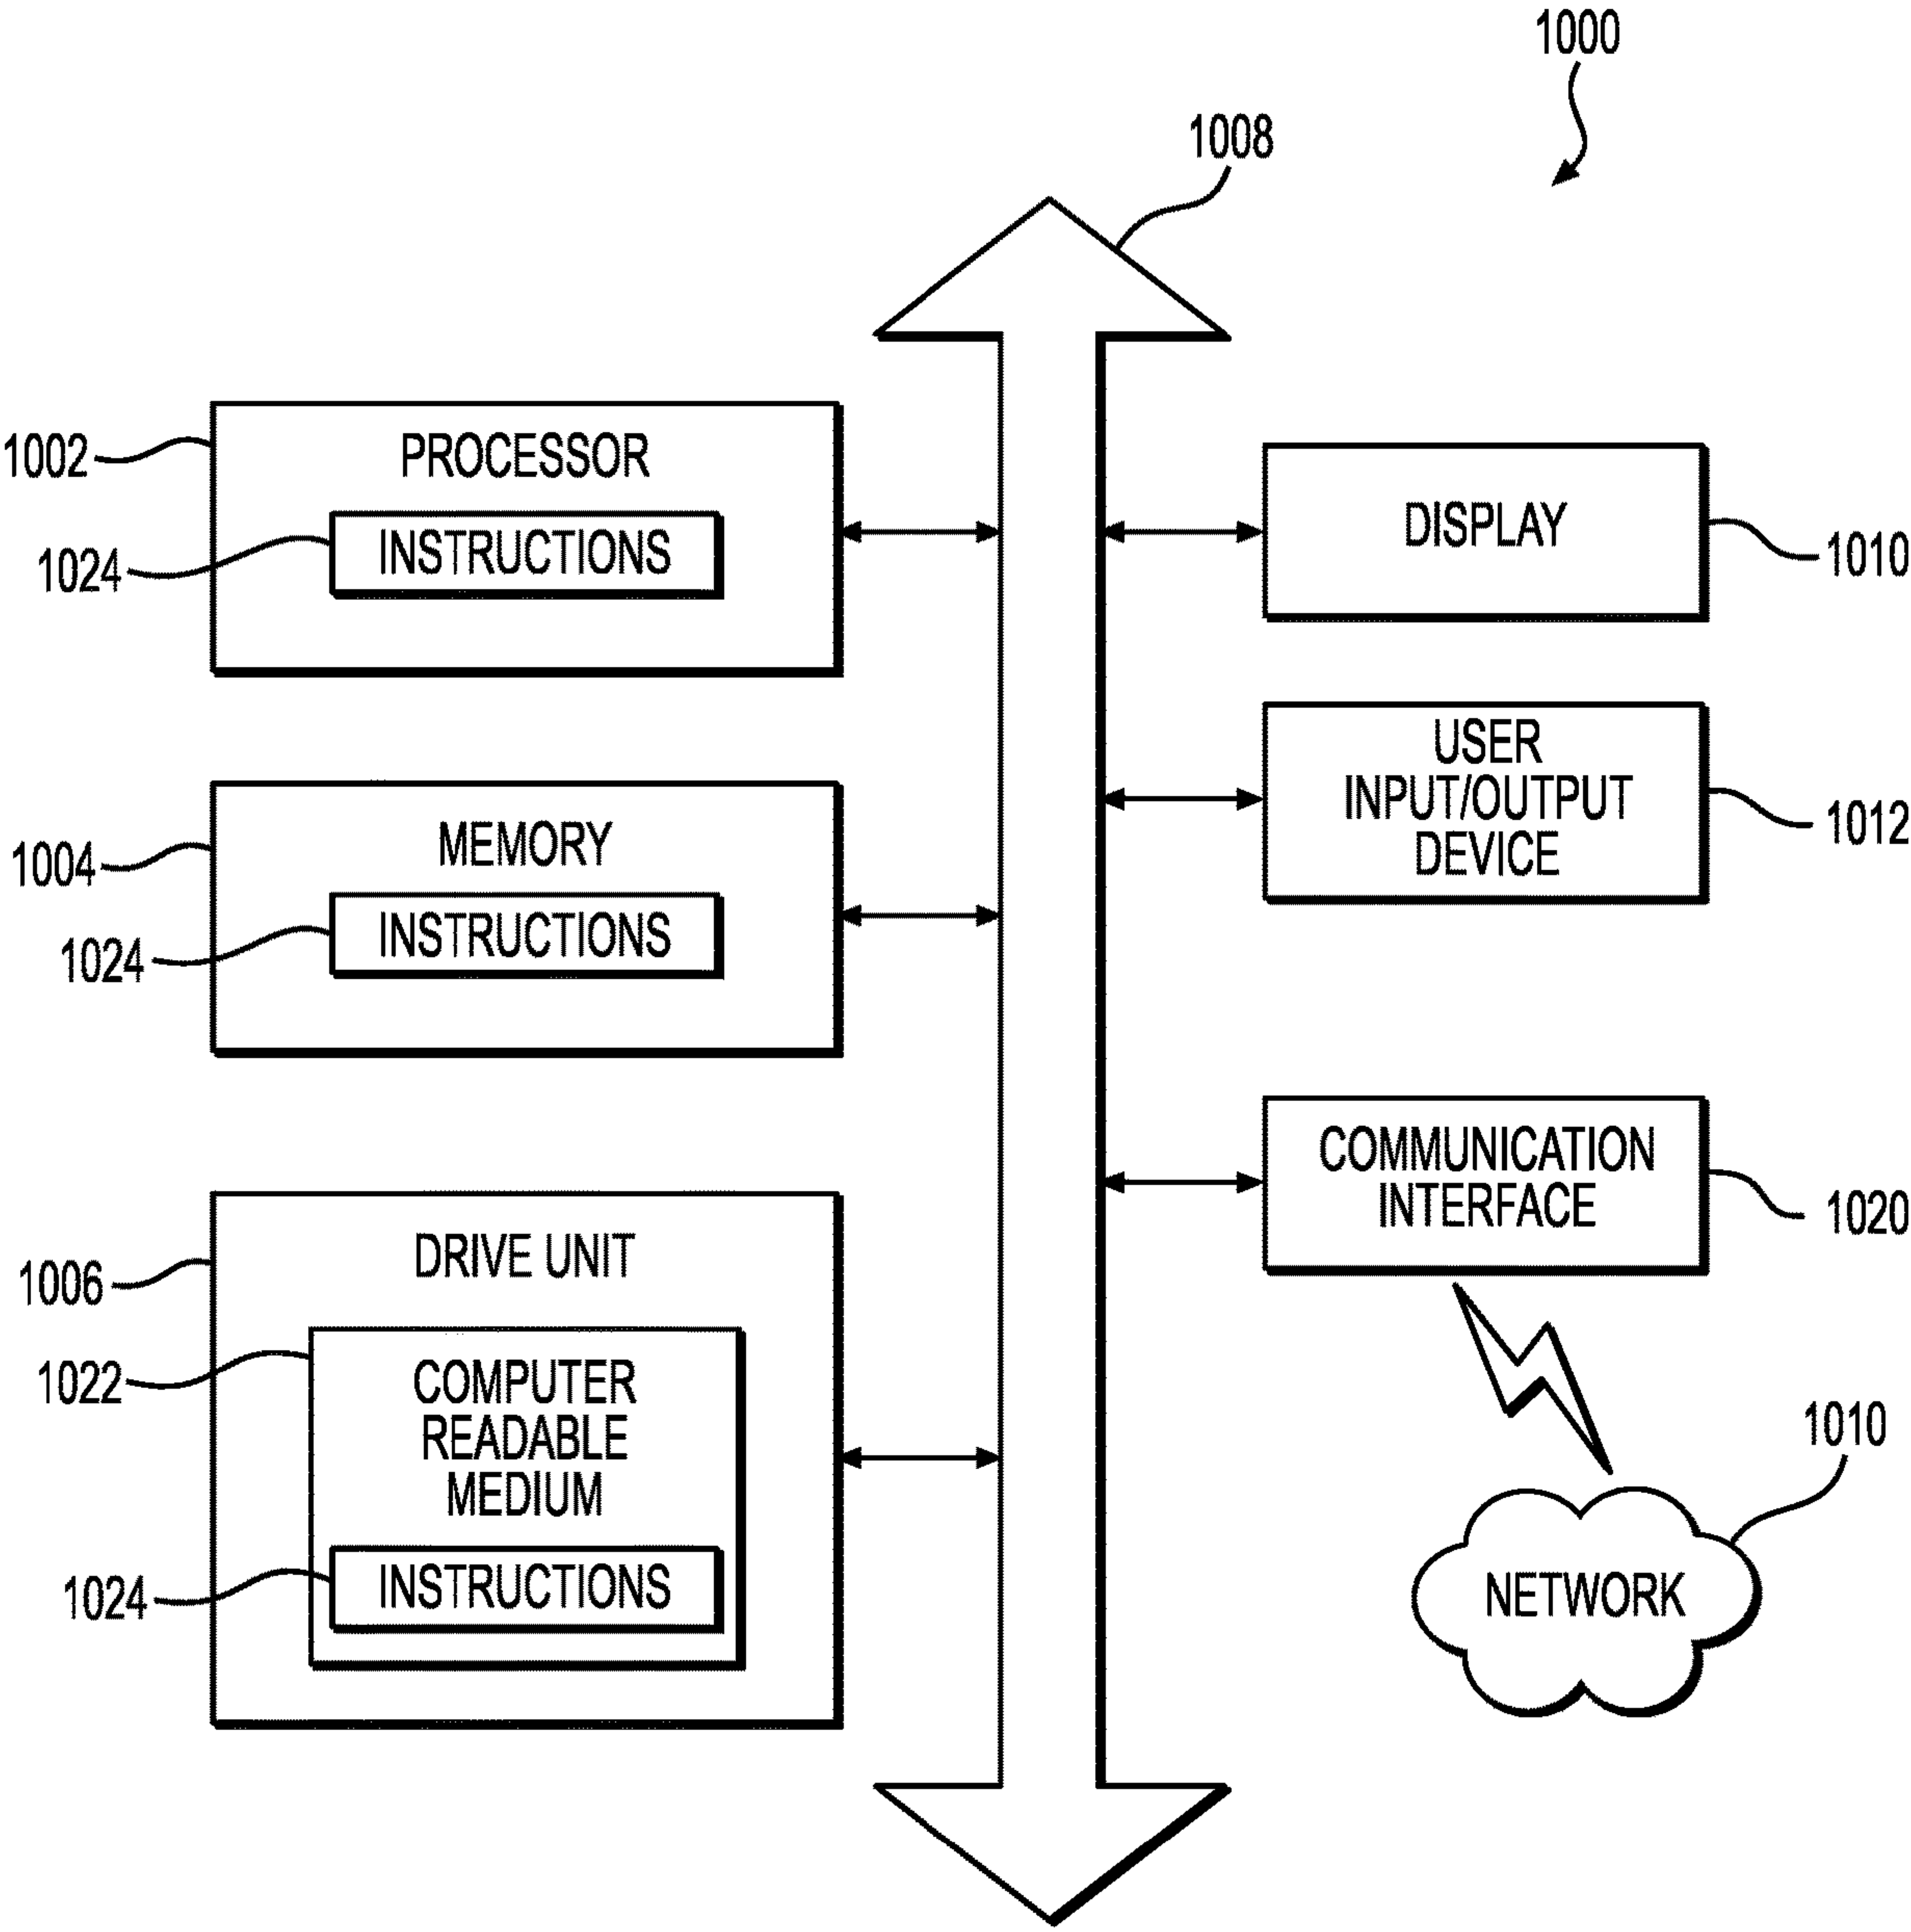 1000
1008
1002
PROCESSOR
1024
INSTRUCTIONS
DISPLAY
1010
USER
INPUT/OUTPUT
DEVICE
1012
1004
MEMORY
1024
INSTRUCTIONS
COMMUNICATION
INTERFACE
1020
1006
DRIVE UNIT
1022
COMPUTER
READABLE
MEDIUM
1024
INSTRUCTIONS
1010
NETWORK